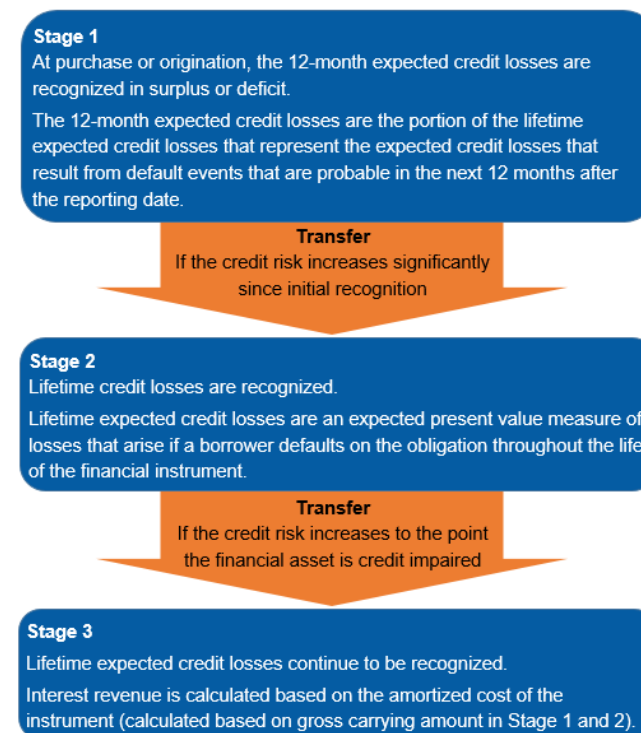 Stage 1
At purchase or origination, the 12-month expected credit losses are
recognized in surplus or deficit.
The 12-month expected credit losses are the portion of the lifetime
expected credit losses that represent the expected credit losses that
result from default events that are probable in the next 12 months after
the reporting date.
Transfer
If the credit risk increases significantly
since initial recognition
Stage 2
Lifetime credit losses are recognized.
Lifetime expected credit losses are an expected present value measure of
losses that arise if a borrower defaults on the obligation throughout the life
of the financial instrument.
Transfer
If the credit risk increases to the point
the financial asset is credit impaired
Stage 3
Lifetime expected credit losses continue to be recognized.
Interest revenue is calculated based on the amortized cost of the
instrument (calculated based on gross carrying amount in Stage 1 and 2).